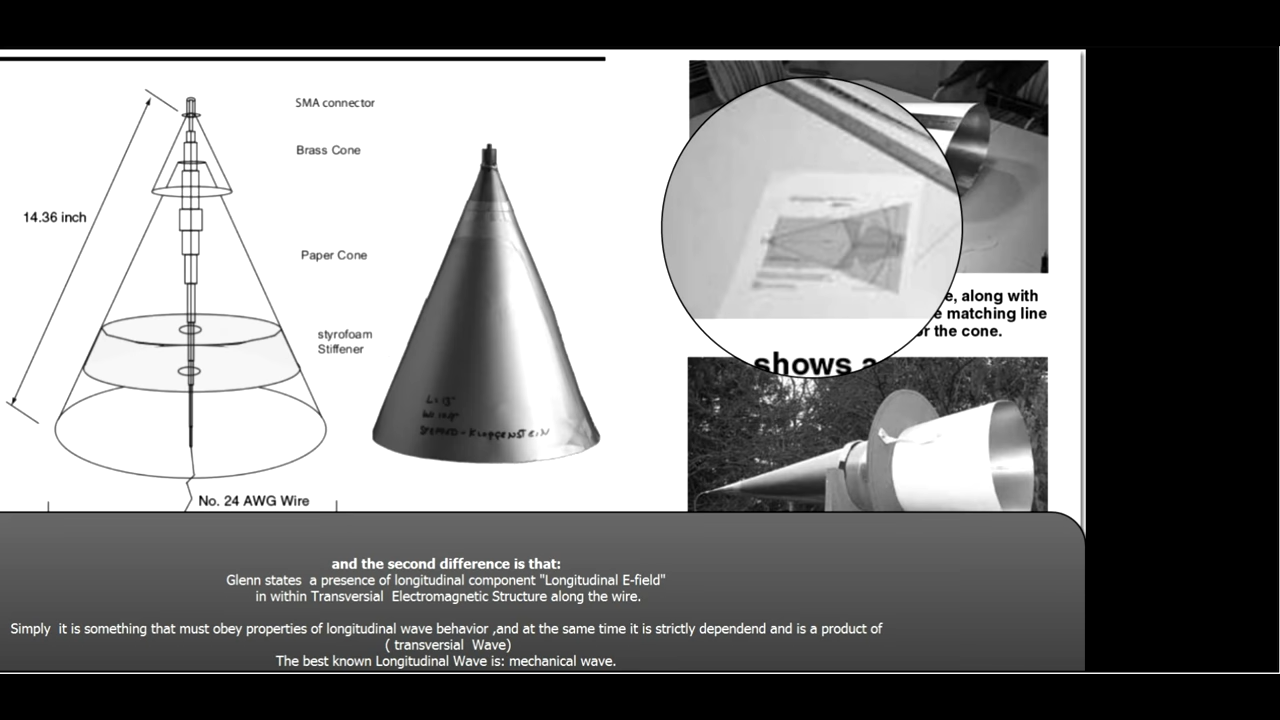 SMA connector
Brass Cone
14.36 inch
Paper Cone
styrofoam
Stiffener
No. 24 AWG Wire
e, along with
e matching line
or the cone.
shows a
and the second difference is that:
Glenn states a presence of longitudinal component "Longitudinal E-field"
in within Transversial Electromagnetic Structure along the wire.
Simply it is something that must obey properties of longitudinal wave behavior ,and at the same time it is strictly dependend and is a product of
( transversial Wave)
The best known Longitudinal Wave is: mechanical wave.